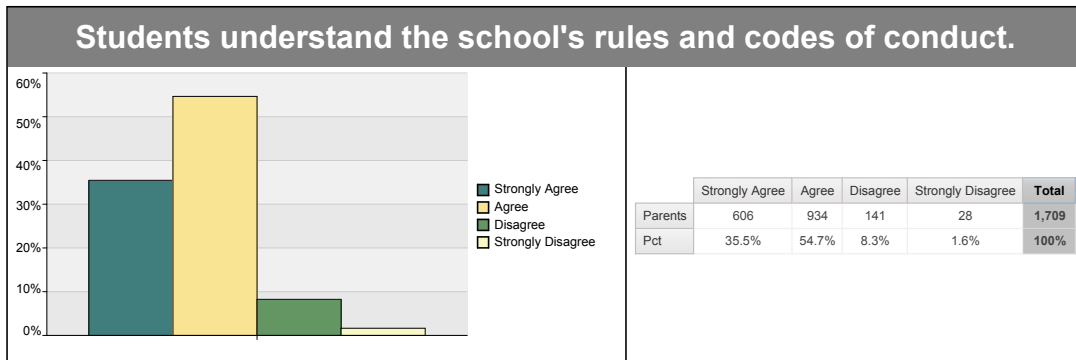 Students understand the school's rules and codes of conduct.
60%
50%
40%
30%
20%
10%
0%
Strongly Agree
Agree
Disagree
Strongly Disagree
Strongly Agree Agree Disagree Strongly Disagree Total
Parents 606 934 141 28 1,709
Pct 35.5% 54.7% 8.3% 1.6% 100%